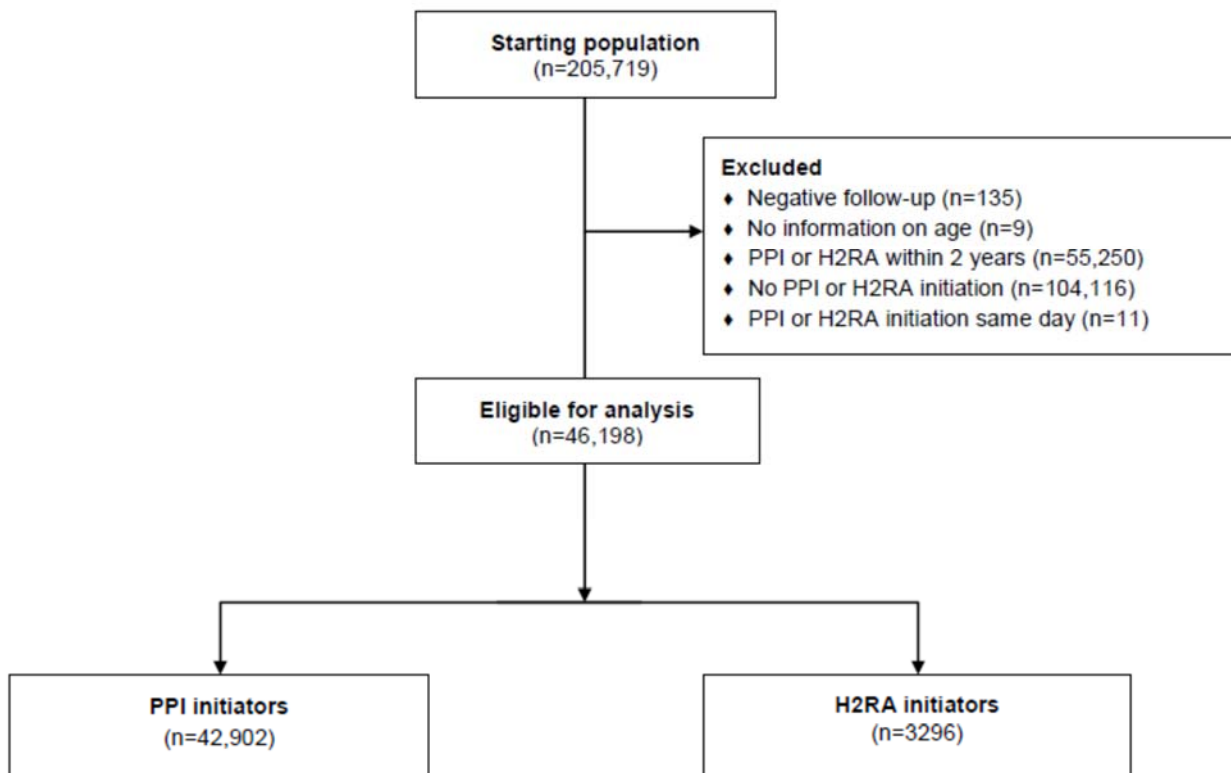 Starting population
(n=205,719)
Excluded
♦ Negative follow-up (n=135)
♦ No information on age (n=9)
♦ PPI or H2RA within 2 years (n=55,250)
♦ No PPI or H2RA initiation (n=104,116)
♦ PPI or H2RA initiation same day (n=11)
Eligible for analysis
(n=46,198)
PPI initiators
(n=42,902)
H2RA initiators
(n=3296)